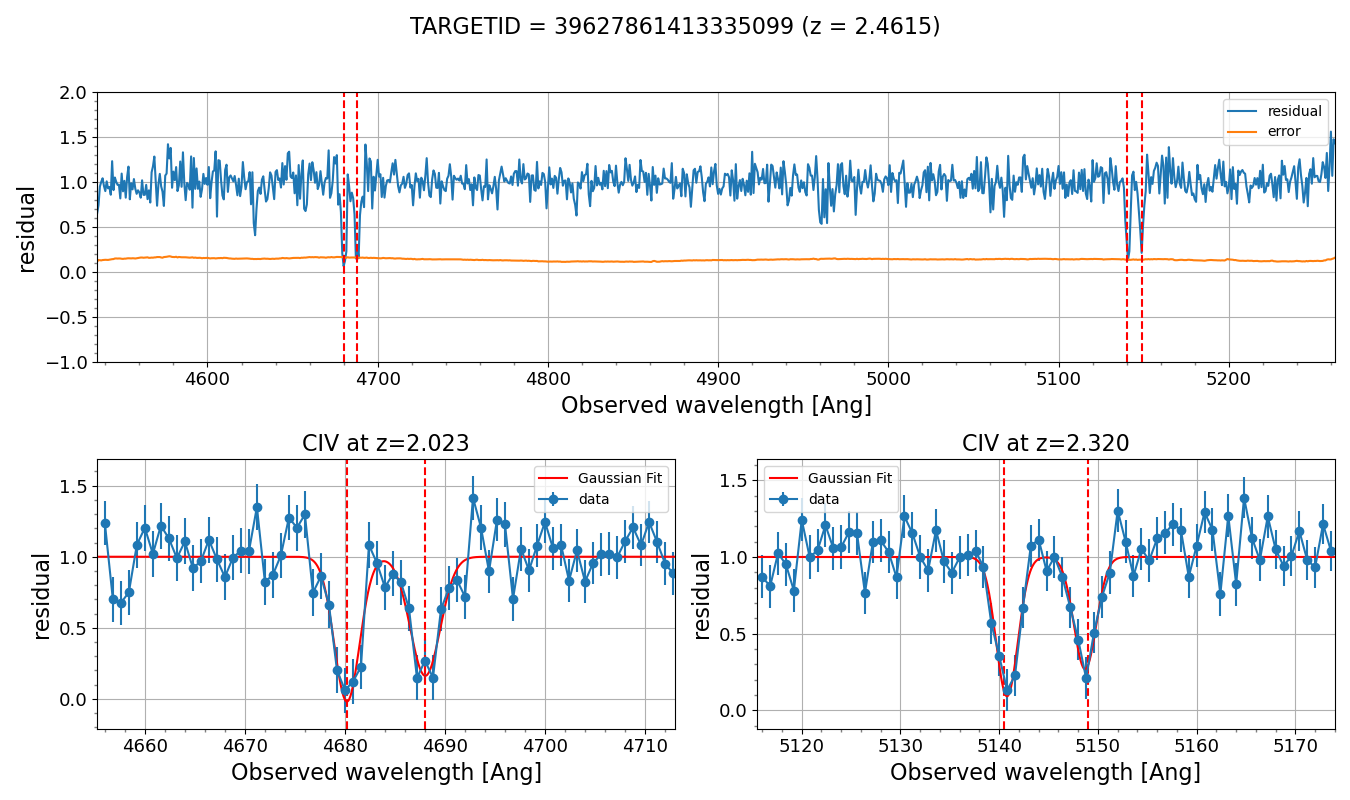 TARGETID = 39627861413335099 (z = 2.4615)
2.0
1.5
1.0
0.5
0.0
−0.5
−1.0
residual
residual
error
4600
4700
4800
4900
5000
5100
5200
Observed wavelength [Ang]
CIV at z=2.023
1.5
1.0
0.5
0.0
residual
Gaussian Fit
data
4660
4670
4680
4690
4700
4710
Observed wavelength [Ang]
CIV at z=2.320
1.5
1.0
0.5
0.0
residual
Gaussian Fit
data
5120
5130
5140
5150
5160
5170
Observed wavelength [Ang]